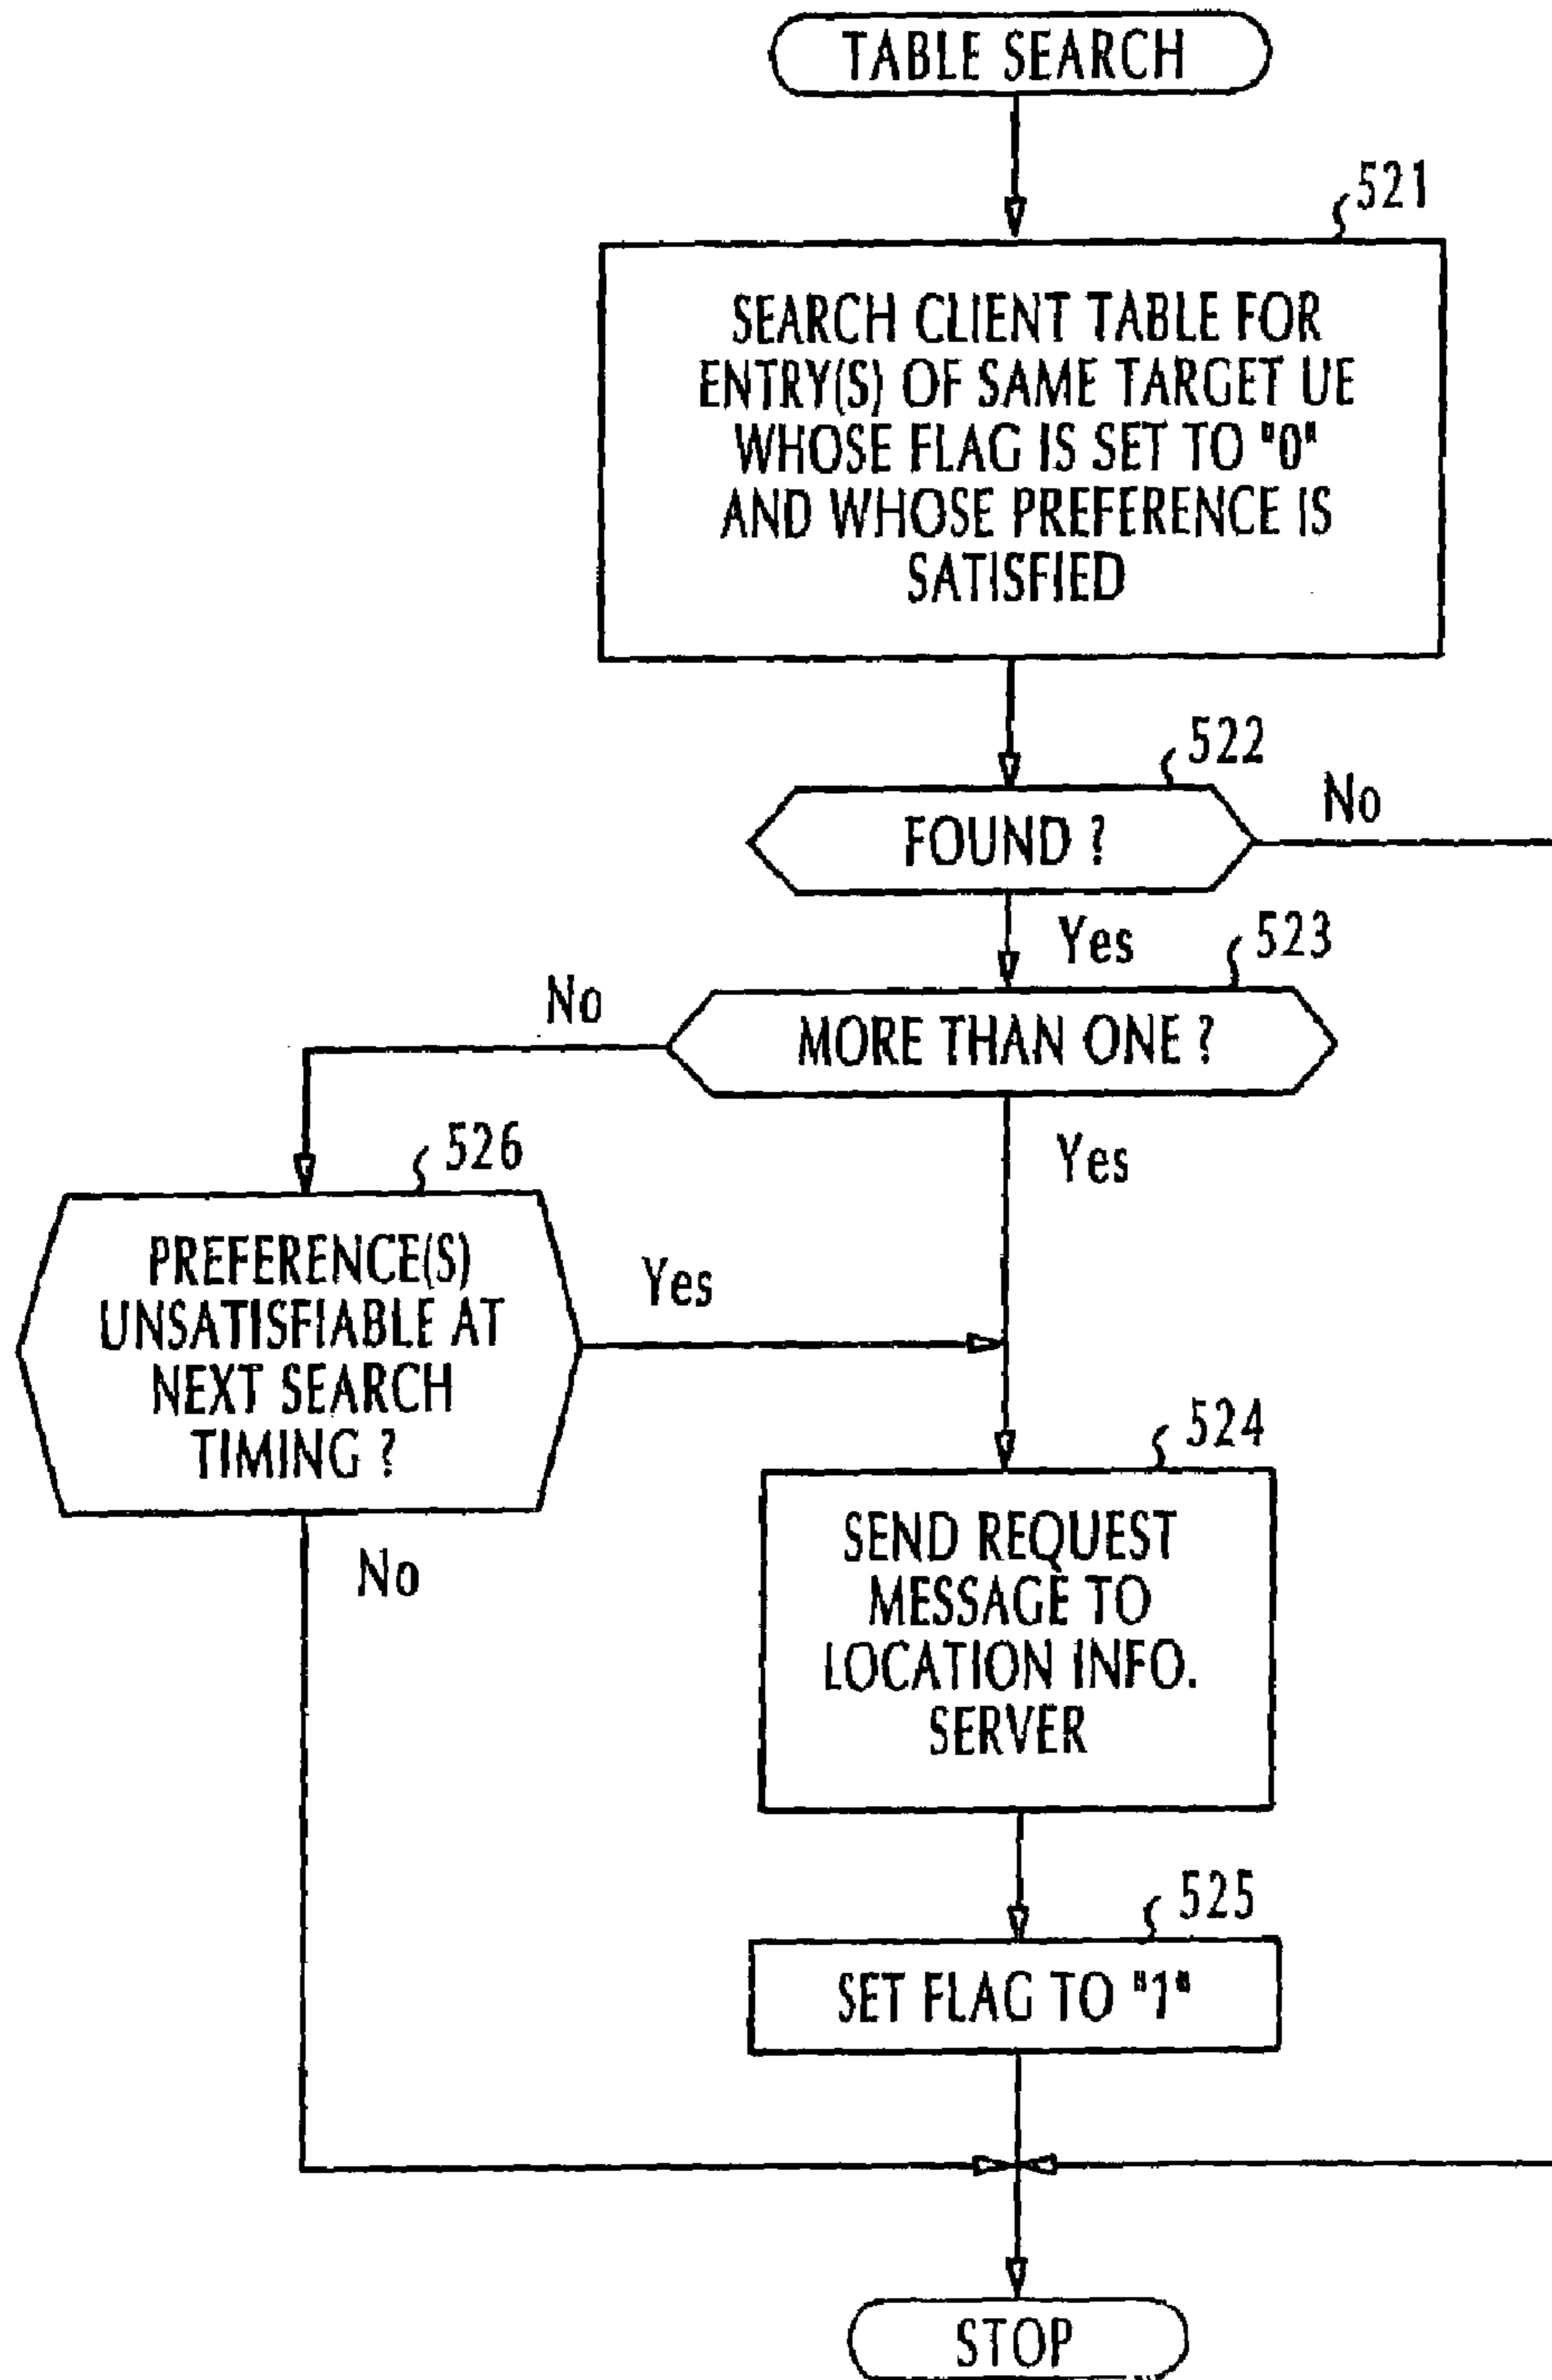 TABLE SEARCH
521
SEARCH CLIENT TABLE FOR
ENTRY(S) OF SAME TARGET UE
WHOSE FLAG IS SET TO "0"
AND WHOSE PREFERENCE IS
SATISFIED
522
FOUND ?
No
Yes
523
MORE THAN ONE ?
No
Yes
526
PREFERENCE(S)
UNSATISFIABLE AT
NEXT SEARCH
TIMING ?
Yes
No
524
SEND REQUEST
MESSAGE TO
LOCATION INFO.
SERVER
525
SET FLAG TO "1"
STOP